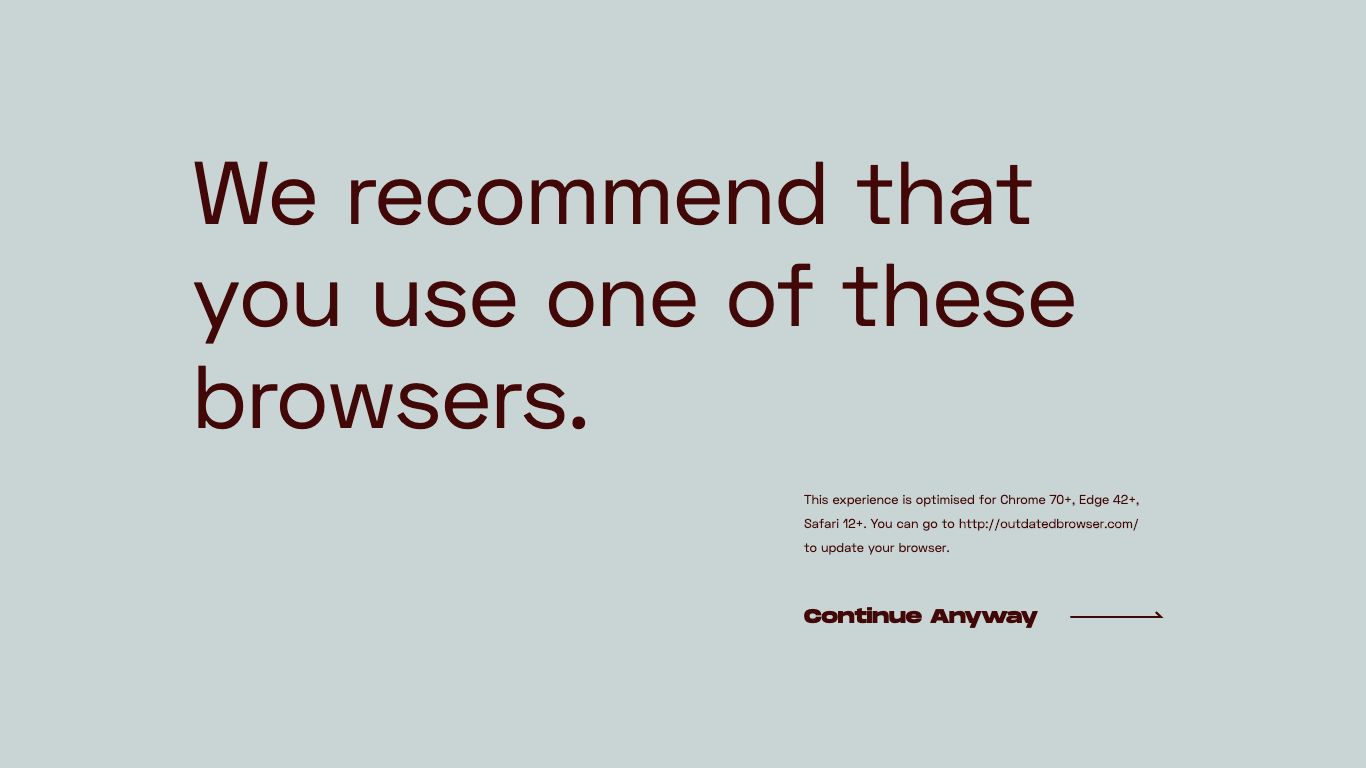 We recommend that
you use one of these
browsers.
This experience is optimised for Chrome 70+, Edge 42+,
Safari 12+. You can go to http://outdatedbrowser.com/
to update your browser.
Continue Anyway